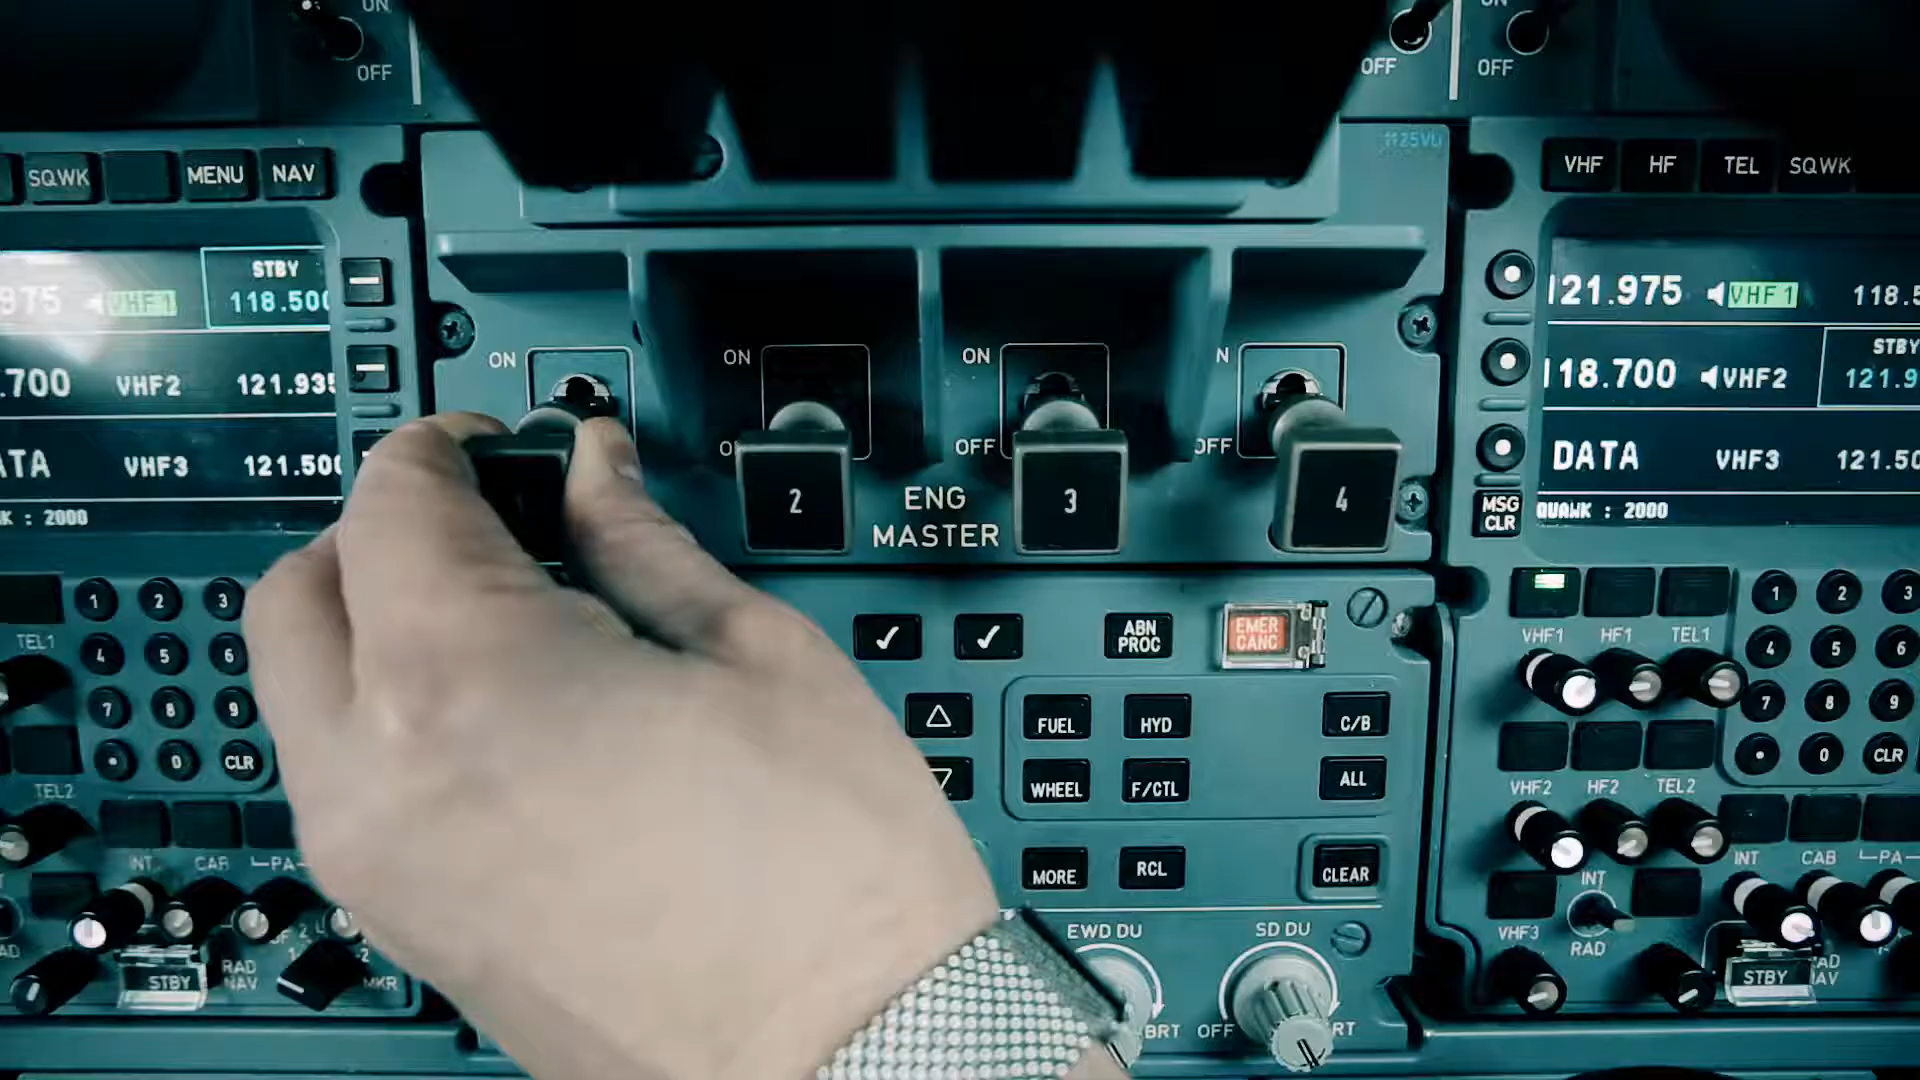 ON
OFF
OFF
ON
OFF
1125VU
SQWK
MENU
NAV
VHF
HF
TEL
SQWK
975 VHF1
STBY
118.500
.700 VHF2 121.935
VHF3 121.500
: 2000
121.975 VHF1 118.5
118.700 VHF2
STBY
121.9
DATA VHF3 121.50
MSG
CLR
SQUAWK : 2000
ON
ON
OFF
ON
OFF
OFF
2
3
4
ENG
MASTER
1 2 3
4 5 6
7 8 9
0 CLR
TEL1
TEL2
INT CAB PA
STBY
RAD
NAV
MKR
✓ ✓
ABN
PROC
EMER
CANC
FUEL HYD C/B
WHEEL F/CTL ALL
MORE RCL CLEAR
EWD DU
SD DU
BRT
OFF
VHF1 HF1 TEL1
1 2 3
4 5 6
7 8 9
0 CLR
VHF2 HF2 TEL2
INT CAB PA
INT
RAD
VHF3
STBY